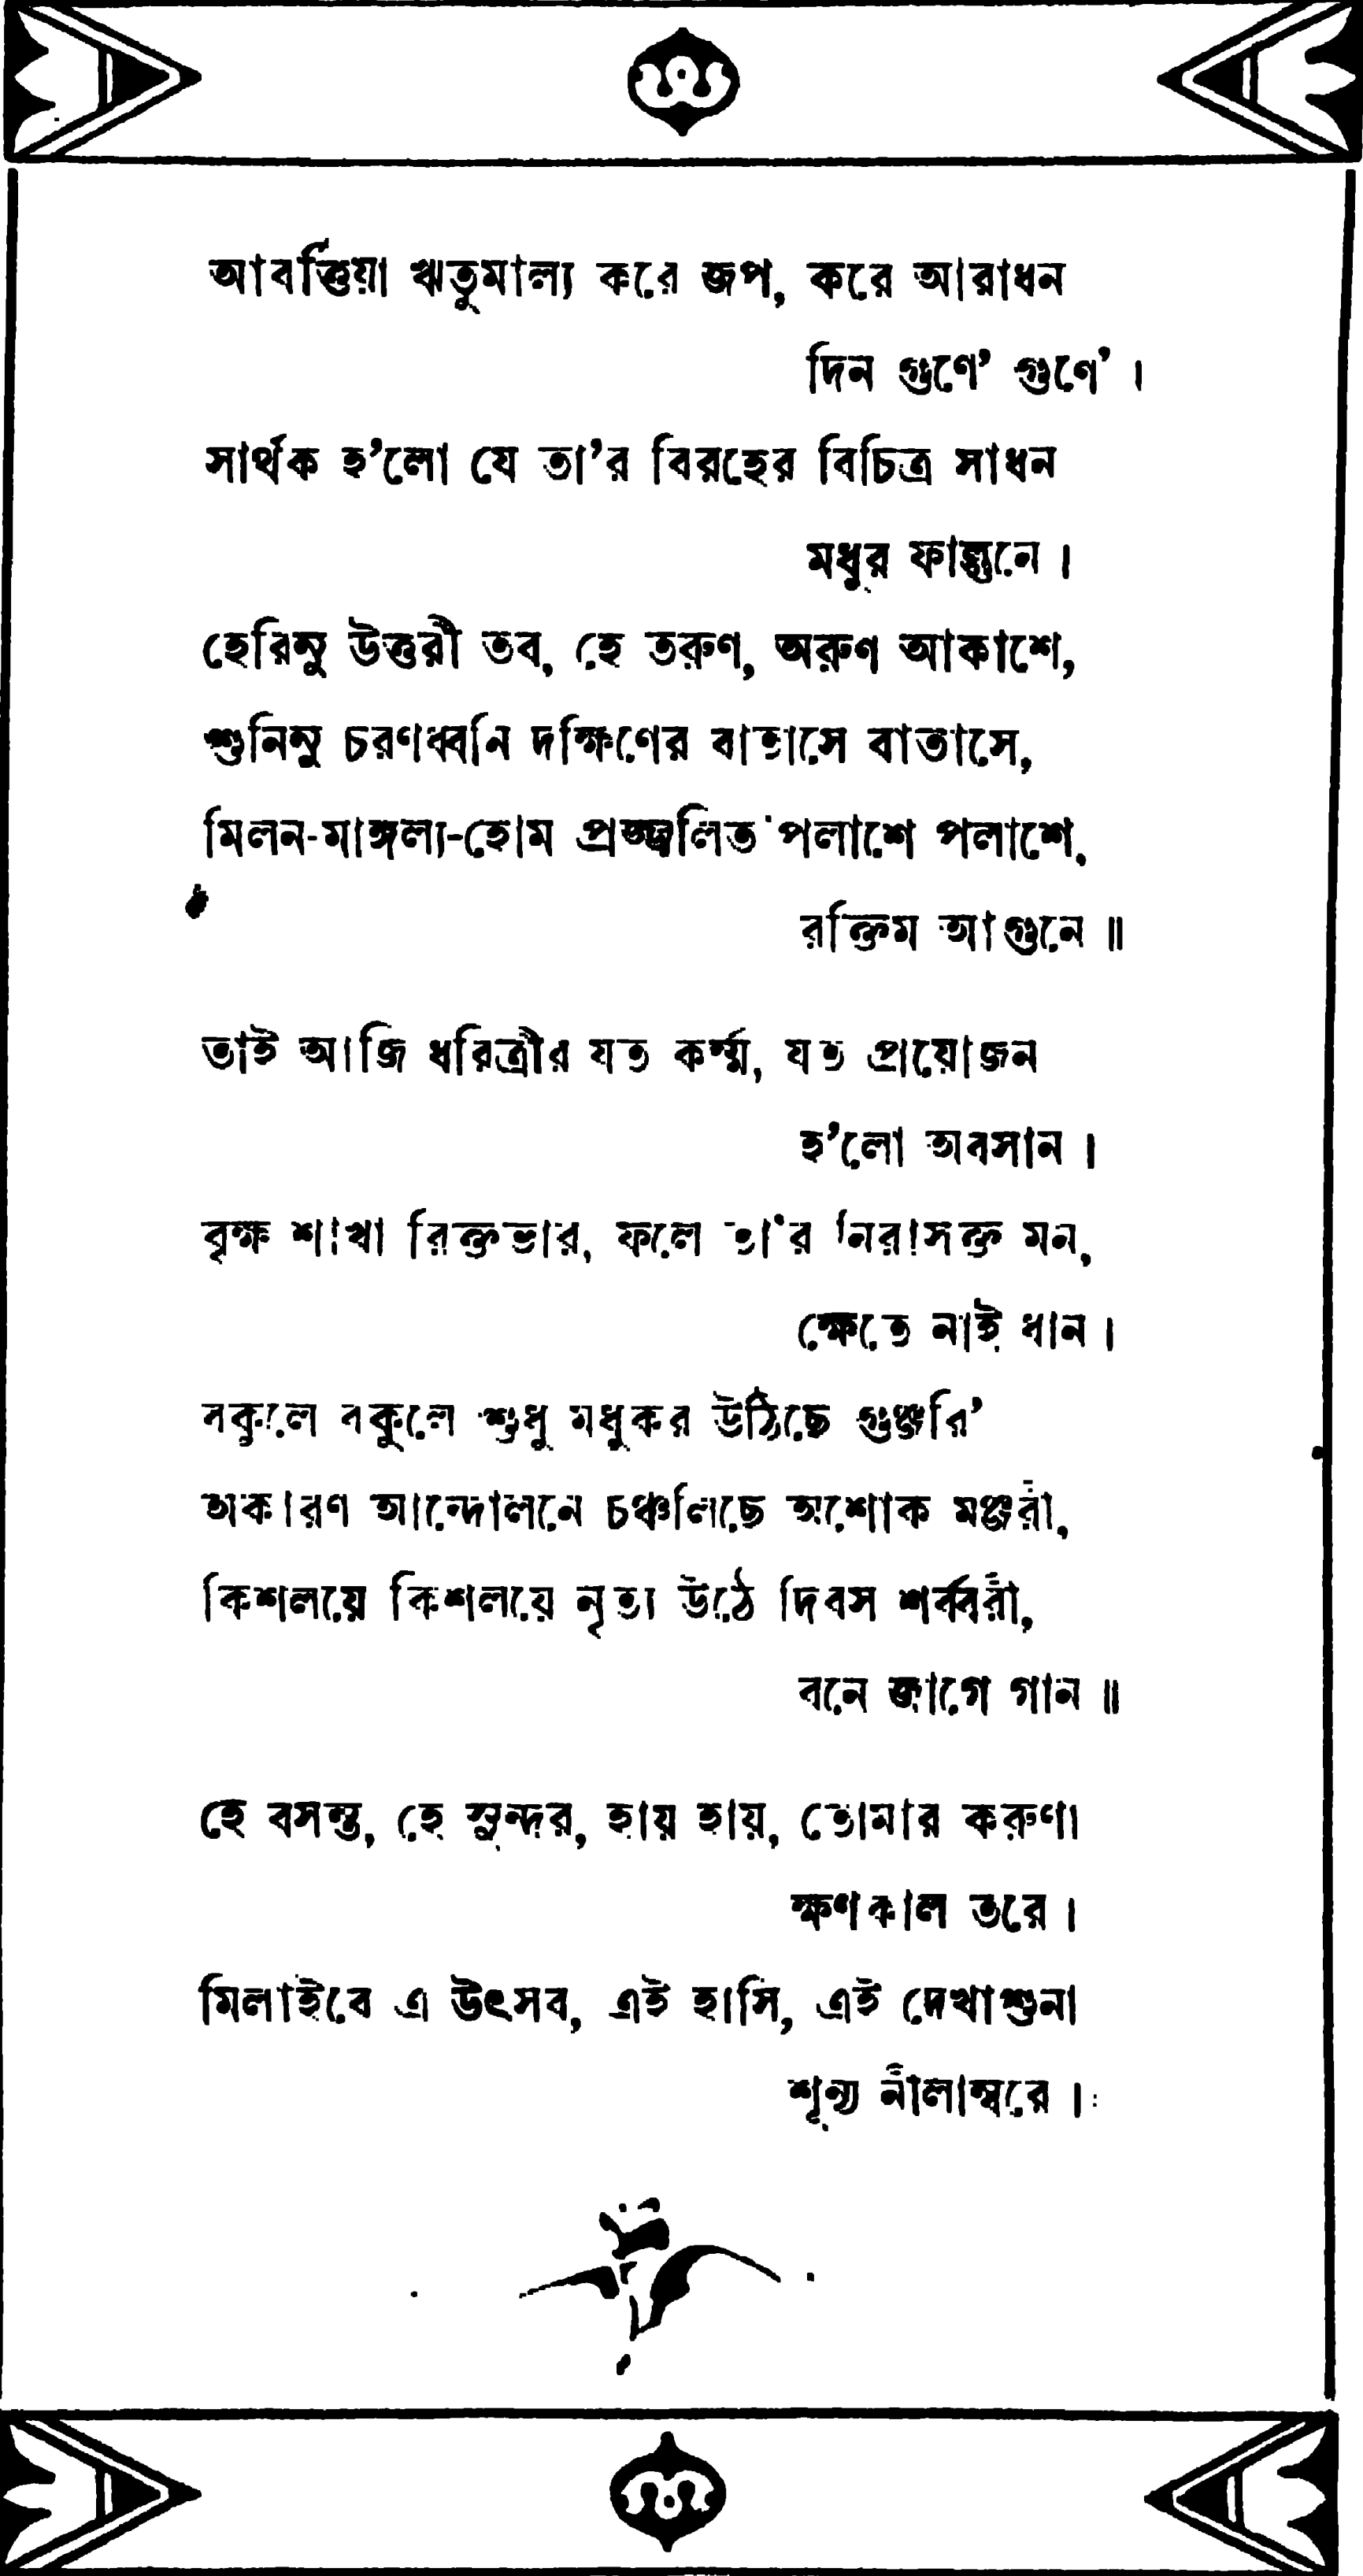 আবর্ত্তিয়া ঋতুমাল্য করে জপ, করে আরাধন
দিন গুণে’ গুণে’ ।
সার্থক হ’লো যে তা’র বিরহের বিচিত্র সাধন
মধুর ফাল্গুনে ।
হেরিনু উত্তরী তব, হে তরুণ, অরুণ আকাশে,
শুনিনু চরণধ্বনি দক্ষিণের বাতাসে বাতাসে,
মিলন-মাঙ্গল্য-হোম প্রজ্জ্বলিত পলাশে পলাশে,
রক্তিম আগুনে ॥
তাই আজি ধরিত্রীর যত কর্ম্ম, যত প্রয়োজন
হ’লো অবসান ।
বৃক্ষ শাখা রিক্তভার, ফলে তা’র নিরাসক্ত মন,
ক্ষেতে নাই ধান ।
বকুলে বকুলে শুধু মধুকর উঠিছে গুঞ্জরি’
অকারণ আন্দোলনে চঞ্চলিছে অশোক মঞ্জরী,
কিশলয়ে কিশলয়ে নৃত্য উঠে দিবস শর্ব্বরী,
বনে জাগে গান ॥
হে বসন্ত, হে সুন্দর, হায় হায়, তোমার করুণা
ক্ষণকাল তরে ।
মিলাইবে এ উৎসব, এই হাসি, এই দেখাশুনা
শূন্য নীলাম্বরে ।